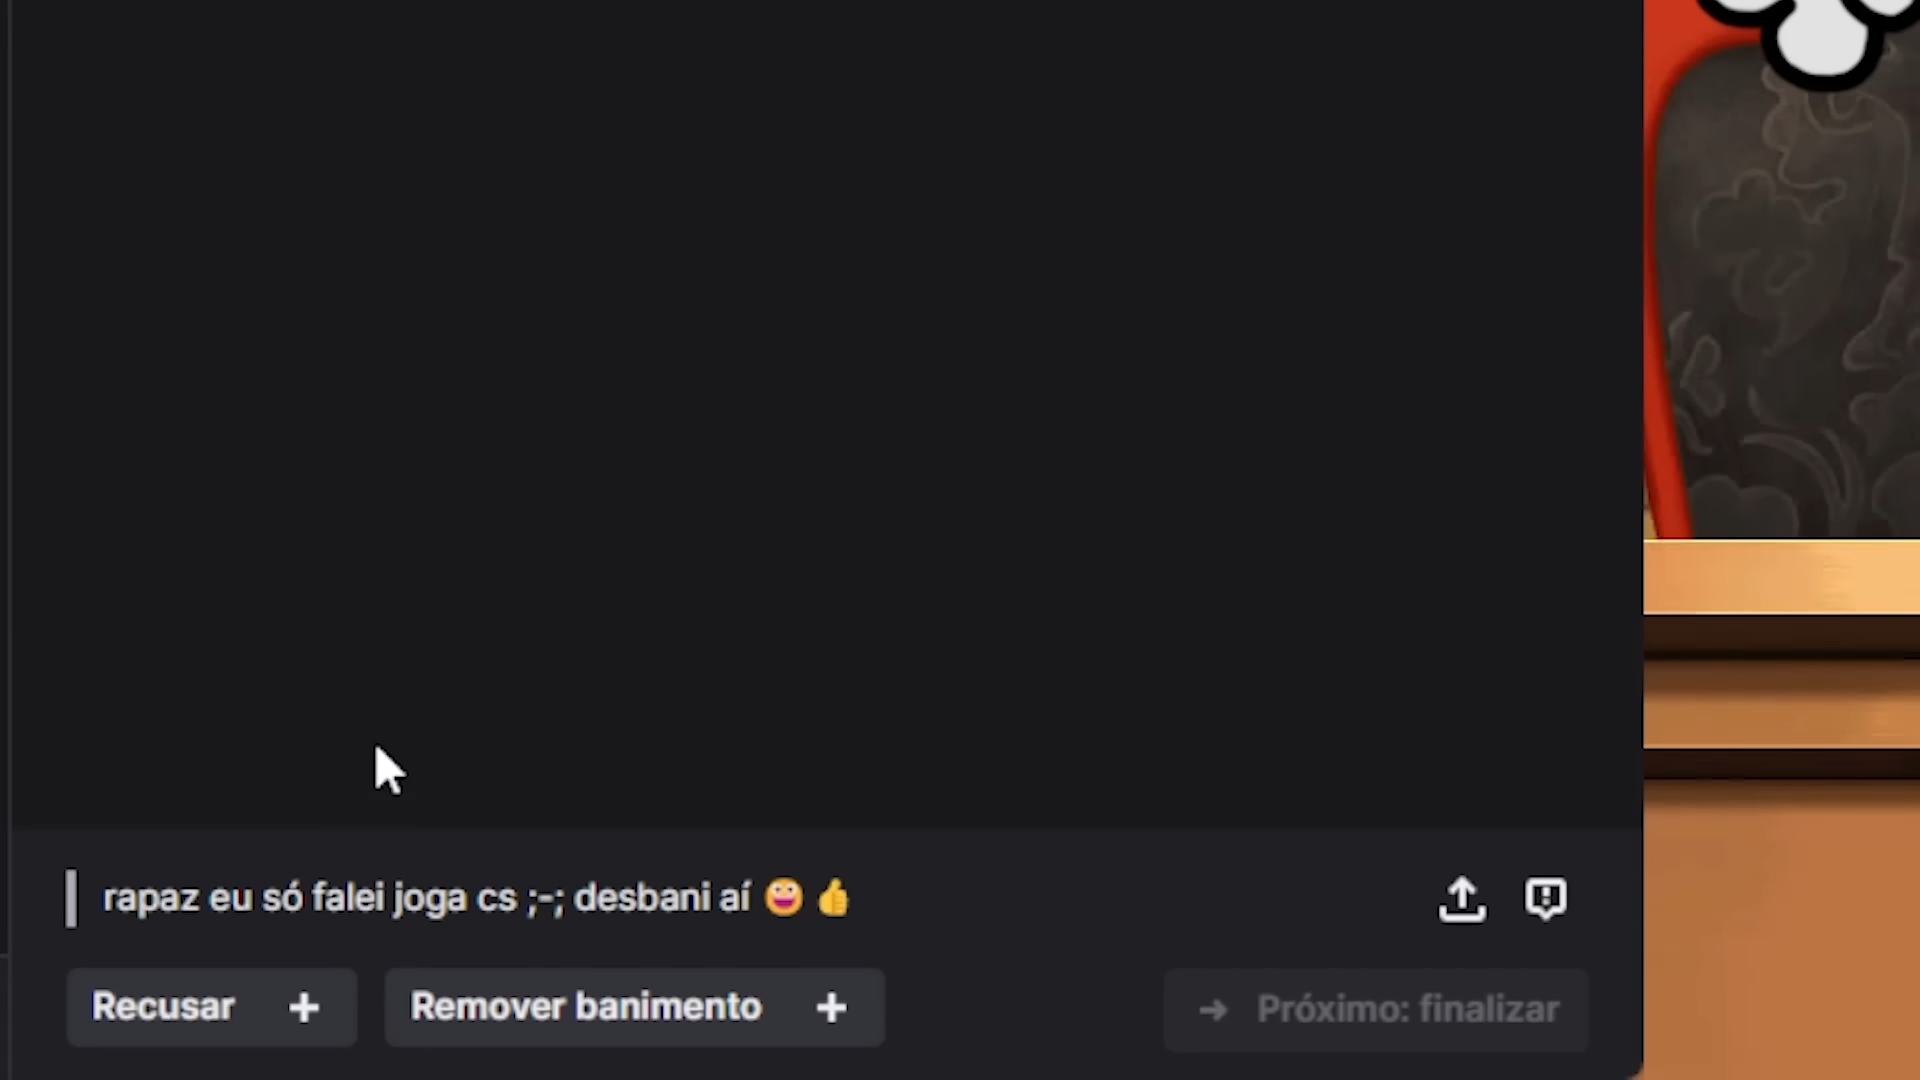 rapaz eu só falei joga cs ;-; desbani aí 😀 👍
Recusar + Remover banimento + → Próximo: finalizar